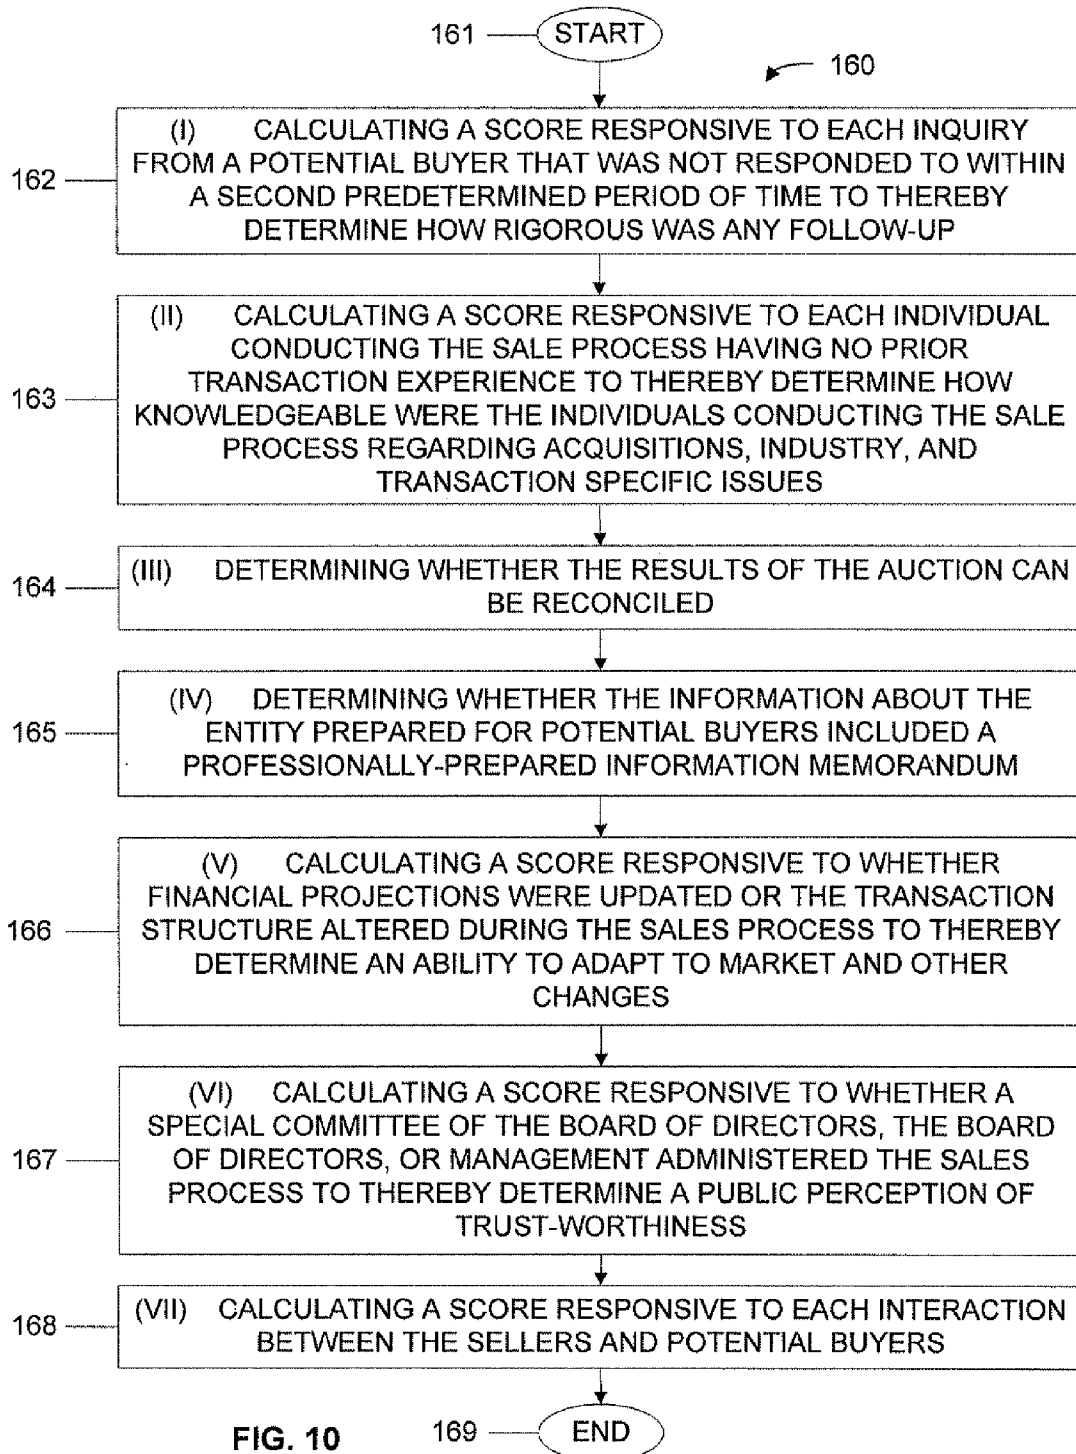 161 START
160
(I) CALCULATING A SCORE RESPONSIVE TO EACH INQUIRY
FROM A POTENTIAL BUYER THAT WAS NOT RESPONDED TO WITHIN
162
A SECOND PREDETERMINED PERIOD OF TIME TO THEREBY
DETERMINE HOW RIGOROUS WAS ANY FOLLOW-UP
(II) CALCULATING A SCORE RESPONSIVE TO EACH INDIVIDUAL
CONDUCTING THE SALE PROCESS HAVING NO PRIOR
163
TRANSACTION EXPERIENCE TO THEREBY DETERMINE HOW
KNOWLEDGEABLE WERE THE INDIVIDUALS CONDUCTING THE SALE
PROCESS REGARDING ACQUISITIONS, INDUSTRY, AND
TRANSACTION SPECIFIC ISSUES
164
(III) DETERMINING WHETHER THE RESULTS OF THE AUCTION CAN
BE RECONCILED
(IV) DETERMINING WHETHER THE INFORMATION ABOUT THE
165
ENTITY PREPARED FOR POTENTIAL BUYERS INCLUDED A
PROFESSIONALLY-PREPARED INFORMATION MEMORANDUM
(V) CALCULATING A SCORE RESPONSIVE TO WHETHER
FINANCIAL PROJECTIONS WERE UPDATED OR THE TRANSACTION
166
STRUCTURE ALTERED DURING THE SALES PROCESS TO THEREBY
DETERMINE AN ABILITY TO ADAPT TO MARKET AND OTHER
CHANGES
(VI) CALCULATING A SCORE RESPONSIVE TO WHETHER A
SPECIAL COMMITTEE OF THE BOARD OF DIRECTORS, THE BOARD
167
OF DIRECTORS, OR MANAGEMENT ADMINISTERED THE SALES
PROCESS TO THEREBY DETERMINE A PUBLIC PERCEPTION OF
TRUST-WORTHINESS
168
(VII) CALCULATING A SCORE RESPONSIVE TO EACH INTERACTION
BETWEEN THE SELLERS AND POTENTIAL BUYERS
169 END
FIG. 10